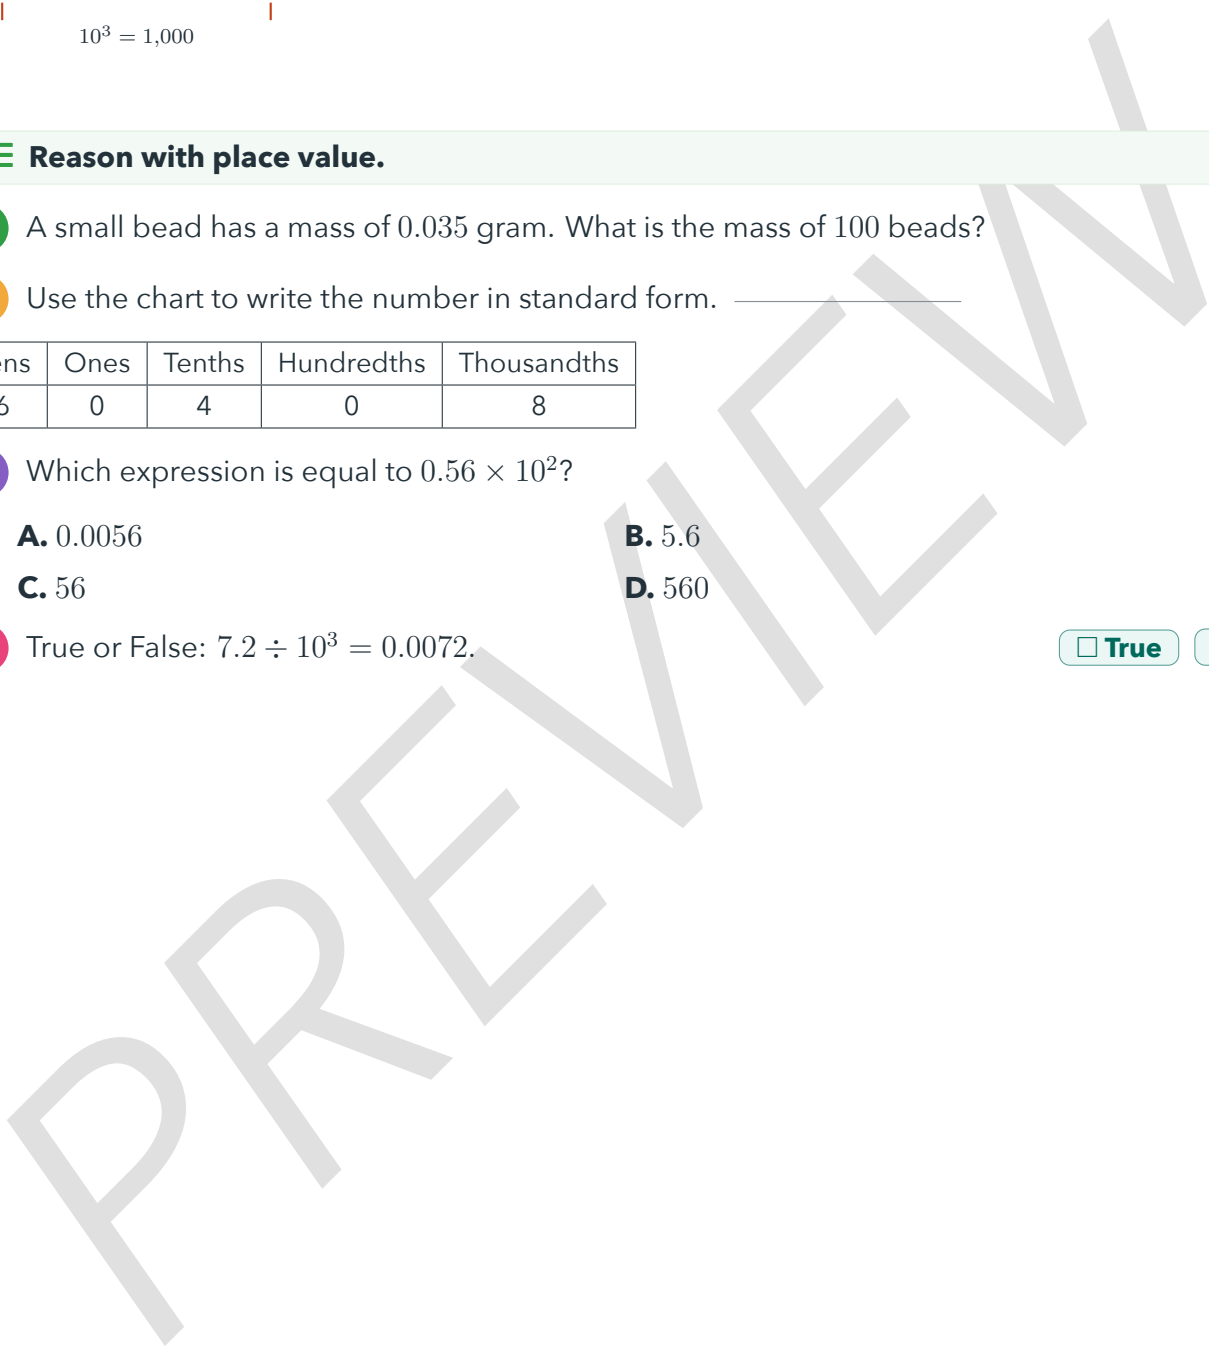 10³ = 1,000
Reason with place value.
A small bead has a mass of 0.035 gram. What is the mass of 100 beads?
Use the chart to write the number in standard form.
Ones Tenths Hundredths Thousandths
0 4 0 8
Which expression is equal to 0.56 × 10²?
A. 0.0056 B. 5.6
C. 56 D. 560
True or False: 7.2 ÷ 10³ = 0.0072. □ True
PREVIEW